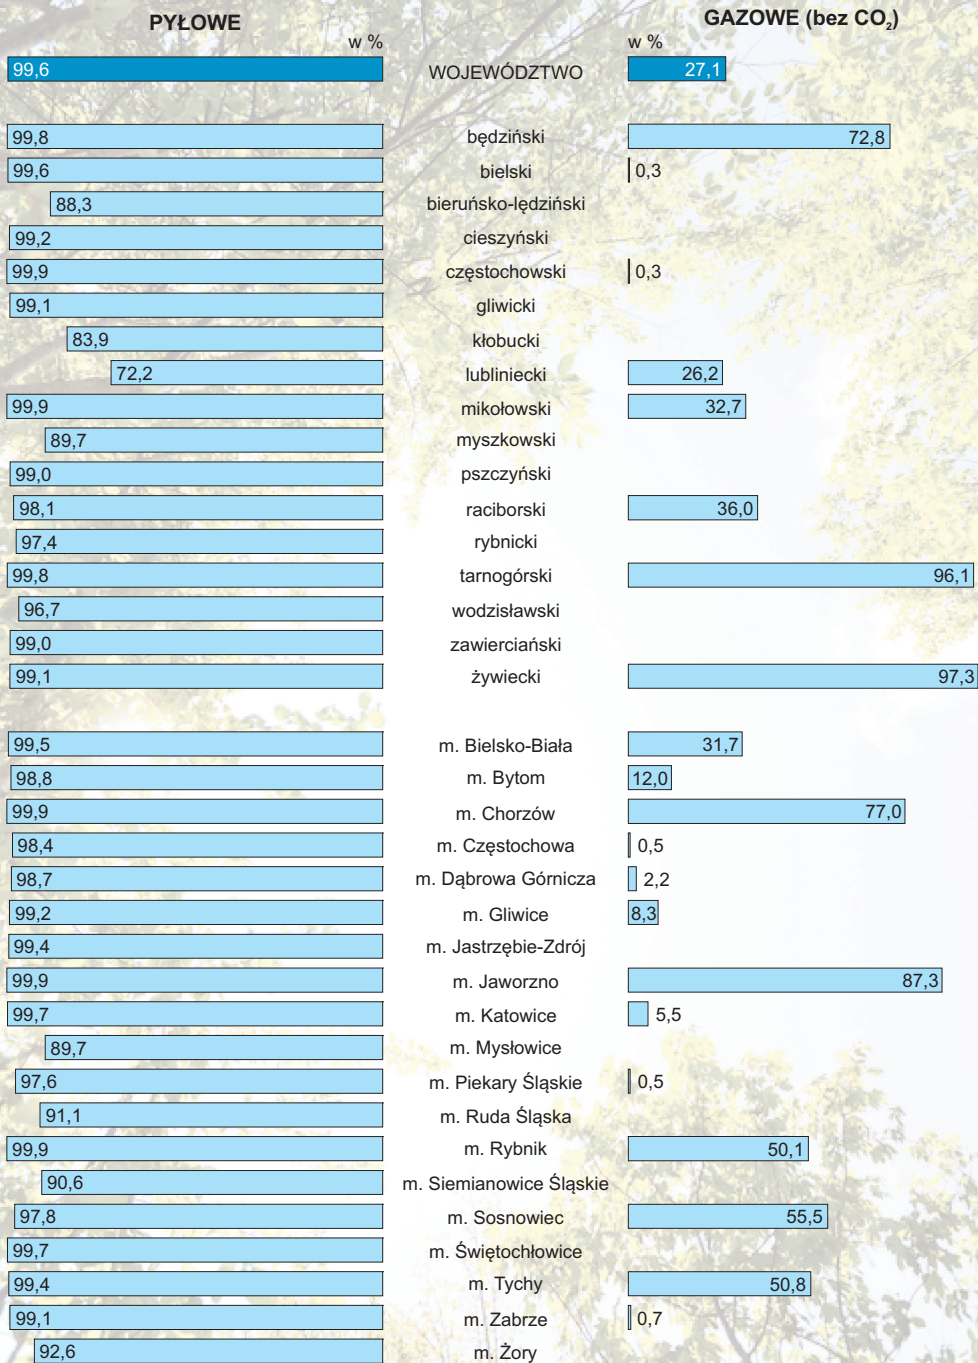 PYŁOWE GAZOWE (bez CO₂)
w % w %
99,6 WOJEWÓDZTWO 27,1
99,8 będziński 72,8
99,6 bielski 0,3
88,3 bieruńsko-lędziński
99,2 cieszyński
99,9 częstochowski 0,3
99,1 gliwicki
83,9 kłobucki
72,2 lubliniecki 26,2
99,9 mikołowski 32,7
89,7 myszkowski
99,0 pszczyński
98,1 raciborski 36,0
97,4 rybnicki
99,8 tarnogórski 96,1
96,7 wodzisławski
99,0 zawierciański
99,1 żywiecki 97,3
99,5 m. Bielsko-Biała 31,7
98,8 m. Bytom 12,0
99,9 m. Chorzów 77,0
98,4 m. Częstochowa 0,5
98,7 m. Dąbrowa Górnicza 2,2
99,2 m. Gliwice 8,3
99,4 m. Jastrzębie-Zdrój
99,9 m. Jaworzno 87,3
99,7 m. Katowice 5,5
89,7 m. Mysłowice
97,6 m. Piekary Śląskie 0,5
91,1 m. Ruda Śląska
99,9 m. Rybnik 50,1
90,6 m. Siemianowice Śląskie
97,8 m. Sosnowiec 55,5
99,7 m. Świętochłowice
99,4 m. Tychy 50,8
99,1 m. Zabrze 0,7
92,6 m. Żory